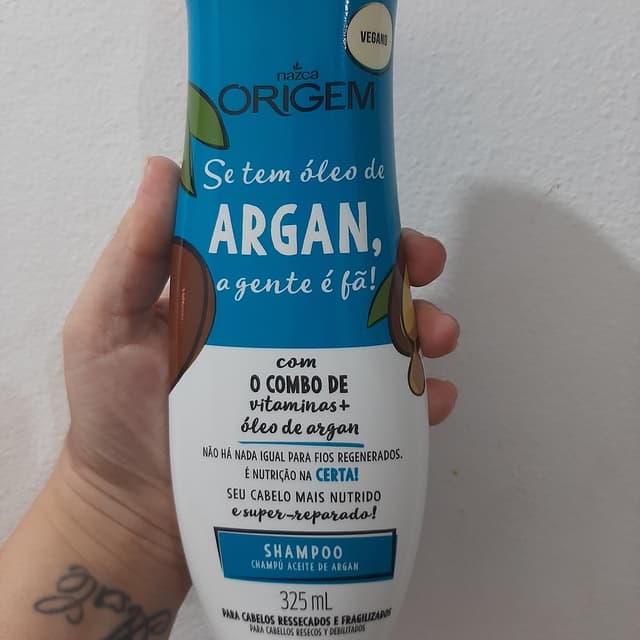 VEGANO
nazca
ORIGEM
Se tem óleo de
ARGAN,
a gente é fã!
com
O COMBO DE
vitaminas+
óleo de argan
NÃO HÁ NADA IGUAL PARA FIOS REGENERADOS.
É NUTRIÇÃO NA CERTA!
SEU CABELO MAIS NUTRIDO
e super-reparado!
SHAMPOO
CHAMPÚ ACEITE DE ARGAN
325 mL
PARA CABELOS RESSECADOS E FRAGILIZADOS
PARA CABELLOS RESECOS Y DEBILITADOS